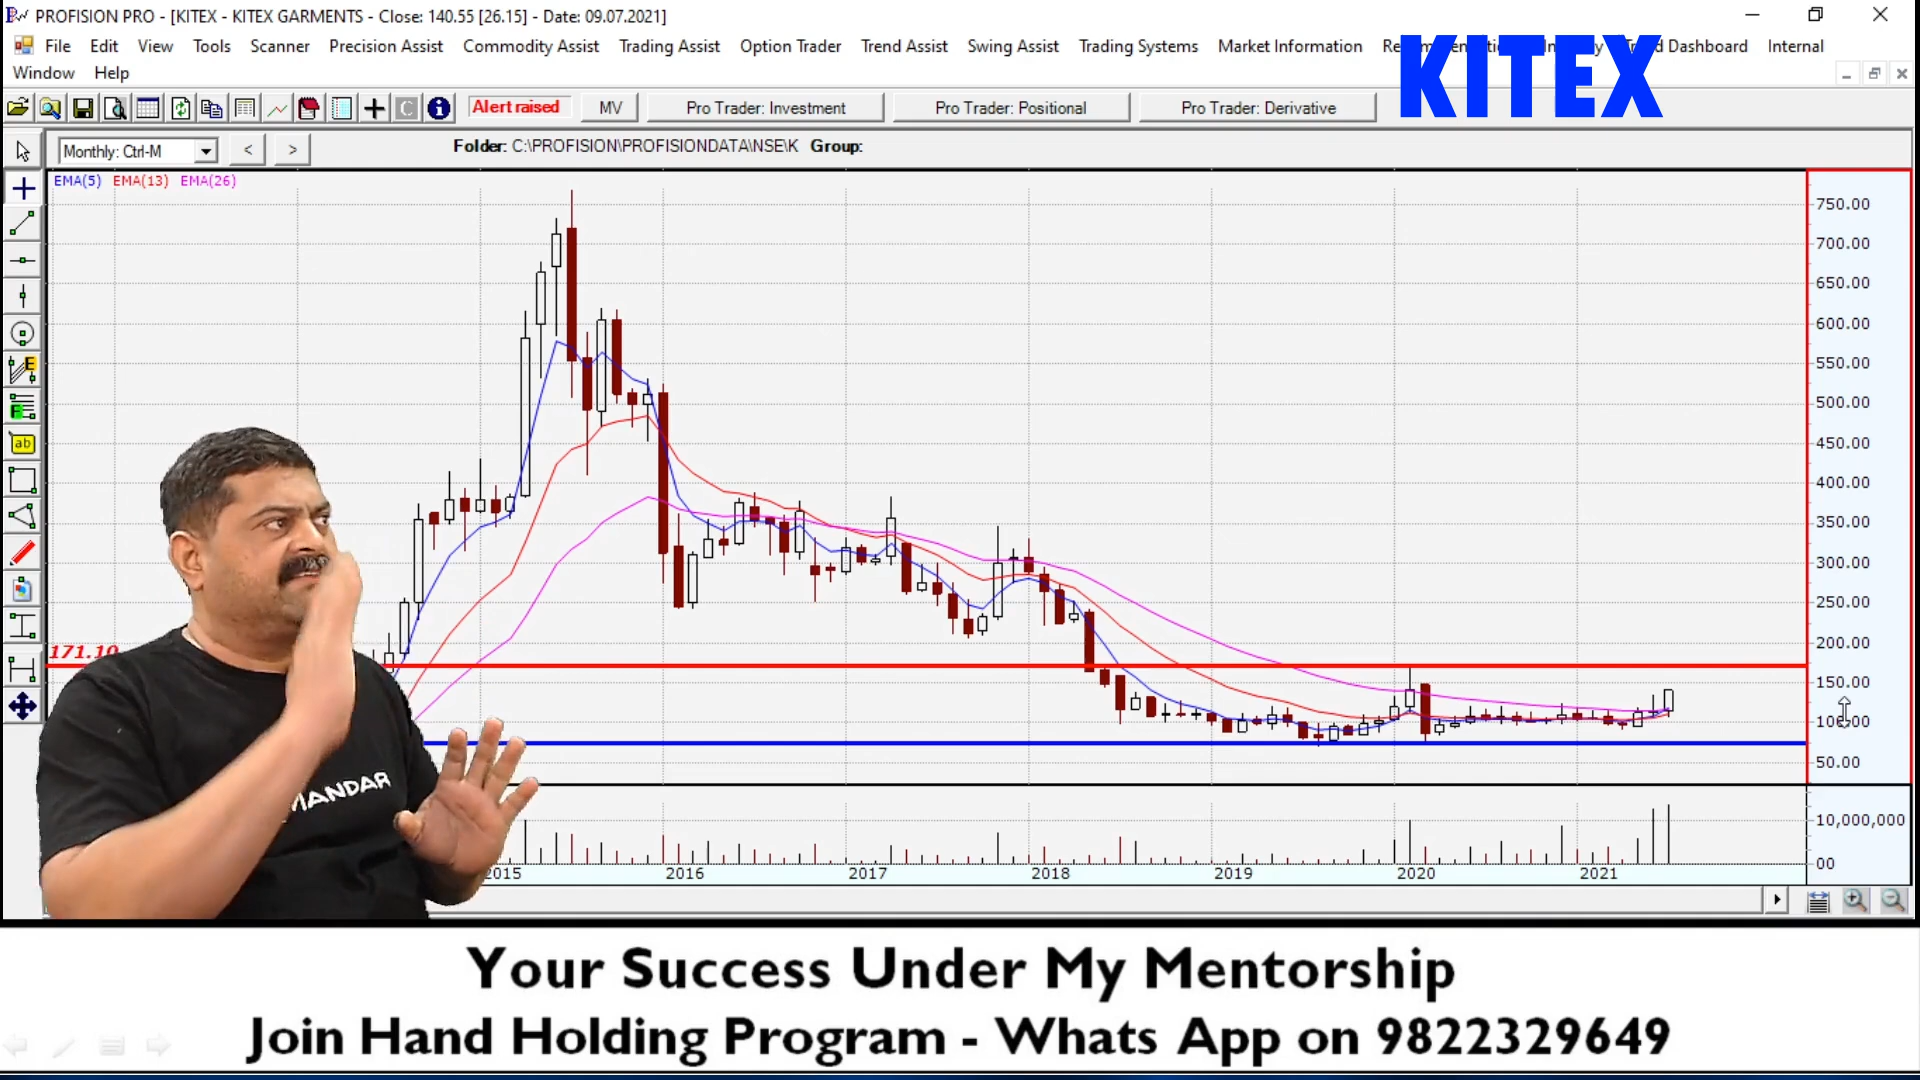 PROFISION PRO - [KITEX - KITEX GARMENTS - Close: 140.55 [26.15] - Date: 09.07.2021]
File Edit View Tools Scanner Precision Assist Commodity Assist Trading Assist Option Trader Trend Assist Swing Assist Trading Systems Market Information Dashboard Internal
KITEX
Window Help
Alert raised MV Pro Trader: Investment Pro Trader: Positional Pro Trader: Derivative
Monthly: Ctrl-M < > Folder: C:\PROFISION\PROFISIONDATA\NSE\K Group:
EMA(5) EMA(13) EMA(26)
750.00
700.00
650.00
600.00
550.00
500.00
450.00
400.00
350.00
300.00
250.00
200.00
171.10
150.00
100.00
50.00
MANDAR
10,000,000
00
2015 2016 2017 2018 2019 2020 2021
Your Success Under My Mentorship
Join Hand Holding Program - Whats App on 9822329649